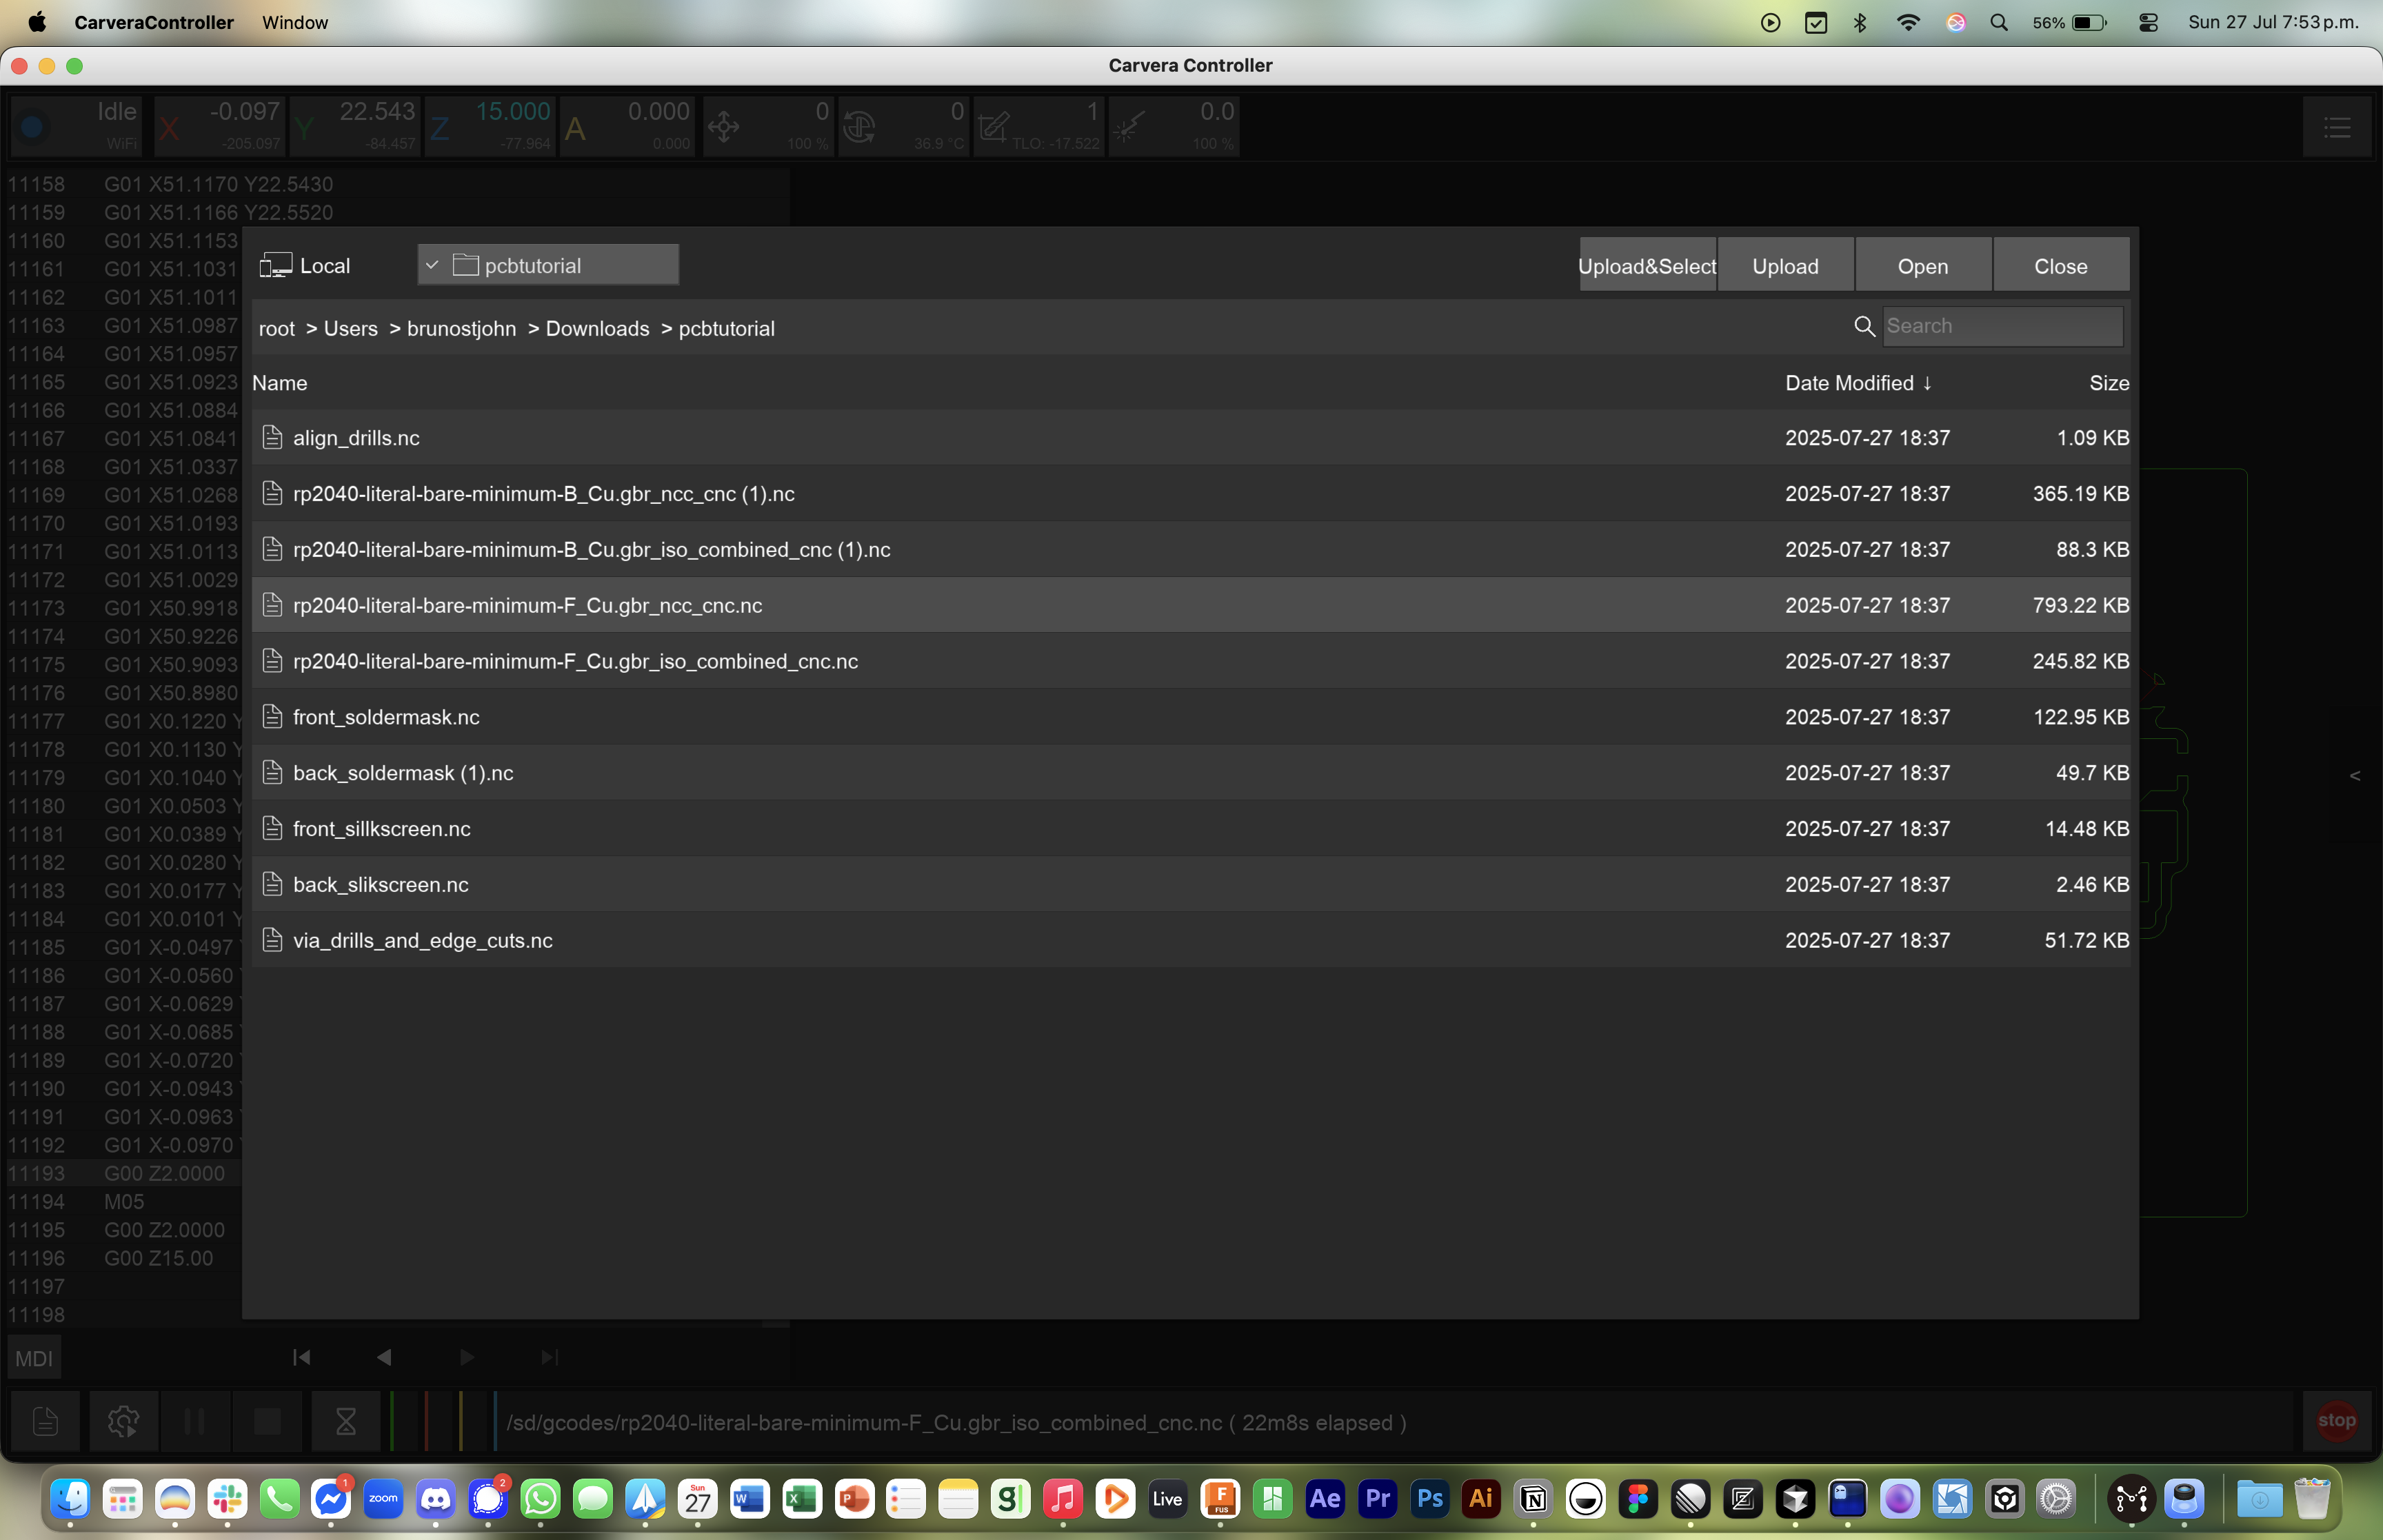 CarveraController Window 56% Sun 27 Jul 7:53 p.m.
Carvera Controller
Idle X -0.097 Y 22.543 Z 15.000 A 0.000 0 0 1 0.0
WiFi -205.097 -84.457 -77.964 0.000 100 % 36.9 °C TLO: -17.522 100 %
11158 G01 X51.1170 Y22.5430
11159 G01 X51.1166 Y22.5520
11160 G01 X51.1153
11161 G01 X51.1031
11162 G01 X51.1011
11163 G01 X51.0987
11164 G01 X51.0957
11165 G01 X51.0923
11166 G01 X51.0884
11167 G01 X51.0841
11168 G01 X51.0337
11169 G01 X51.0268
11170 G01 X51.0193
11171 G01 X51.0113
11172 G01 X51.0029
11173 G01 X50.9918
11174 G01 X50.9226
11175 G01 X50.9093
11176 G01 X50.8980
11177 G01 X0.1220 Y
11178 G01 X0.1130 Y
11179 G01 X0.1040 Y
11180 G01 X0.0503 Y
11181 G01 X0.0389 Y
11182 G01 X0.0280 Y
11183 G01 X0.0177 Y
11184 G01 X0.0101 Y
11185 G01 X-0.0497
11186 G01 X-0.0560
11187 G01 X-0.0629
11188 G01 X-0.0685
11189 G01 X-0.0720
11190 G01 X-0.0943
11191 G01 X-0.0963
11192 G01 X-0.0970
11193 G00 Z2.0000
11194 M05
11195 G00 Z2.0000
11196 G00 Z15.00
11197
11198
Local pcbtutorial Upload&Select Upload Open Close
root > Users > brunostjohn > Downloads > pcbtutorial Search
Name Date Modified ↓ Size
align_drills.nc 2025-07-27 18:37 1.09 KB
rp2040-literal-bare-minimum-B_Cu.gbr_ncc_cnc (1).nc 2025-07-27 18:37 365.19 KB
rp2040-literal-bare-minimum-B_Cu.gbr_iso_combined_cnc (1).nc 2025-07-27 18:37 88.3 KB
rp2040-literal-bare-minimum-F_Cu.gbr_ncc_cnc.nc 2025-07-27 18:37 793.22 KB
rp2040-literal-bare-minimum-F_Cu.gbr_iso_combined_cnc.nc 2025-07-27 18:37 245.82 KB
front_soldermask.nc 2025-07-27 18:37 122.95 KB
back_soldermask (1).nc 2025-07-27 18:37 49.7 KB
front_sillkscreen.nc 2025-07-27 18:37 14.48 KB
back_slikscreen.nc 2025-07-27 18:37 2.46 KB
via_drills_and_edge_cuts.nc 2025-07-27 18:37 51.72 KB
<
MDI
/sd/gcodes/rp2040-literal-bare-minimum-F_Cu.gbr_iso_combined_cnc.nc ( 22m8s elapsed ) stop
1 zoom 2 Sun 27 W X P g Live F FUS Ae Pr Ps Ai N